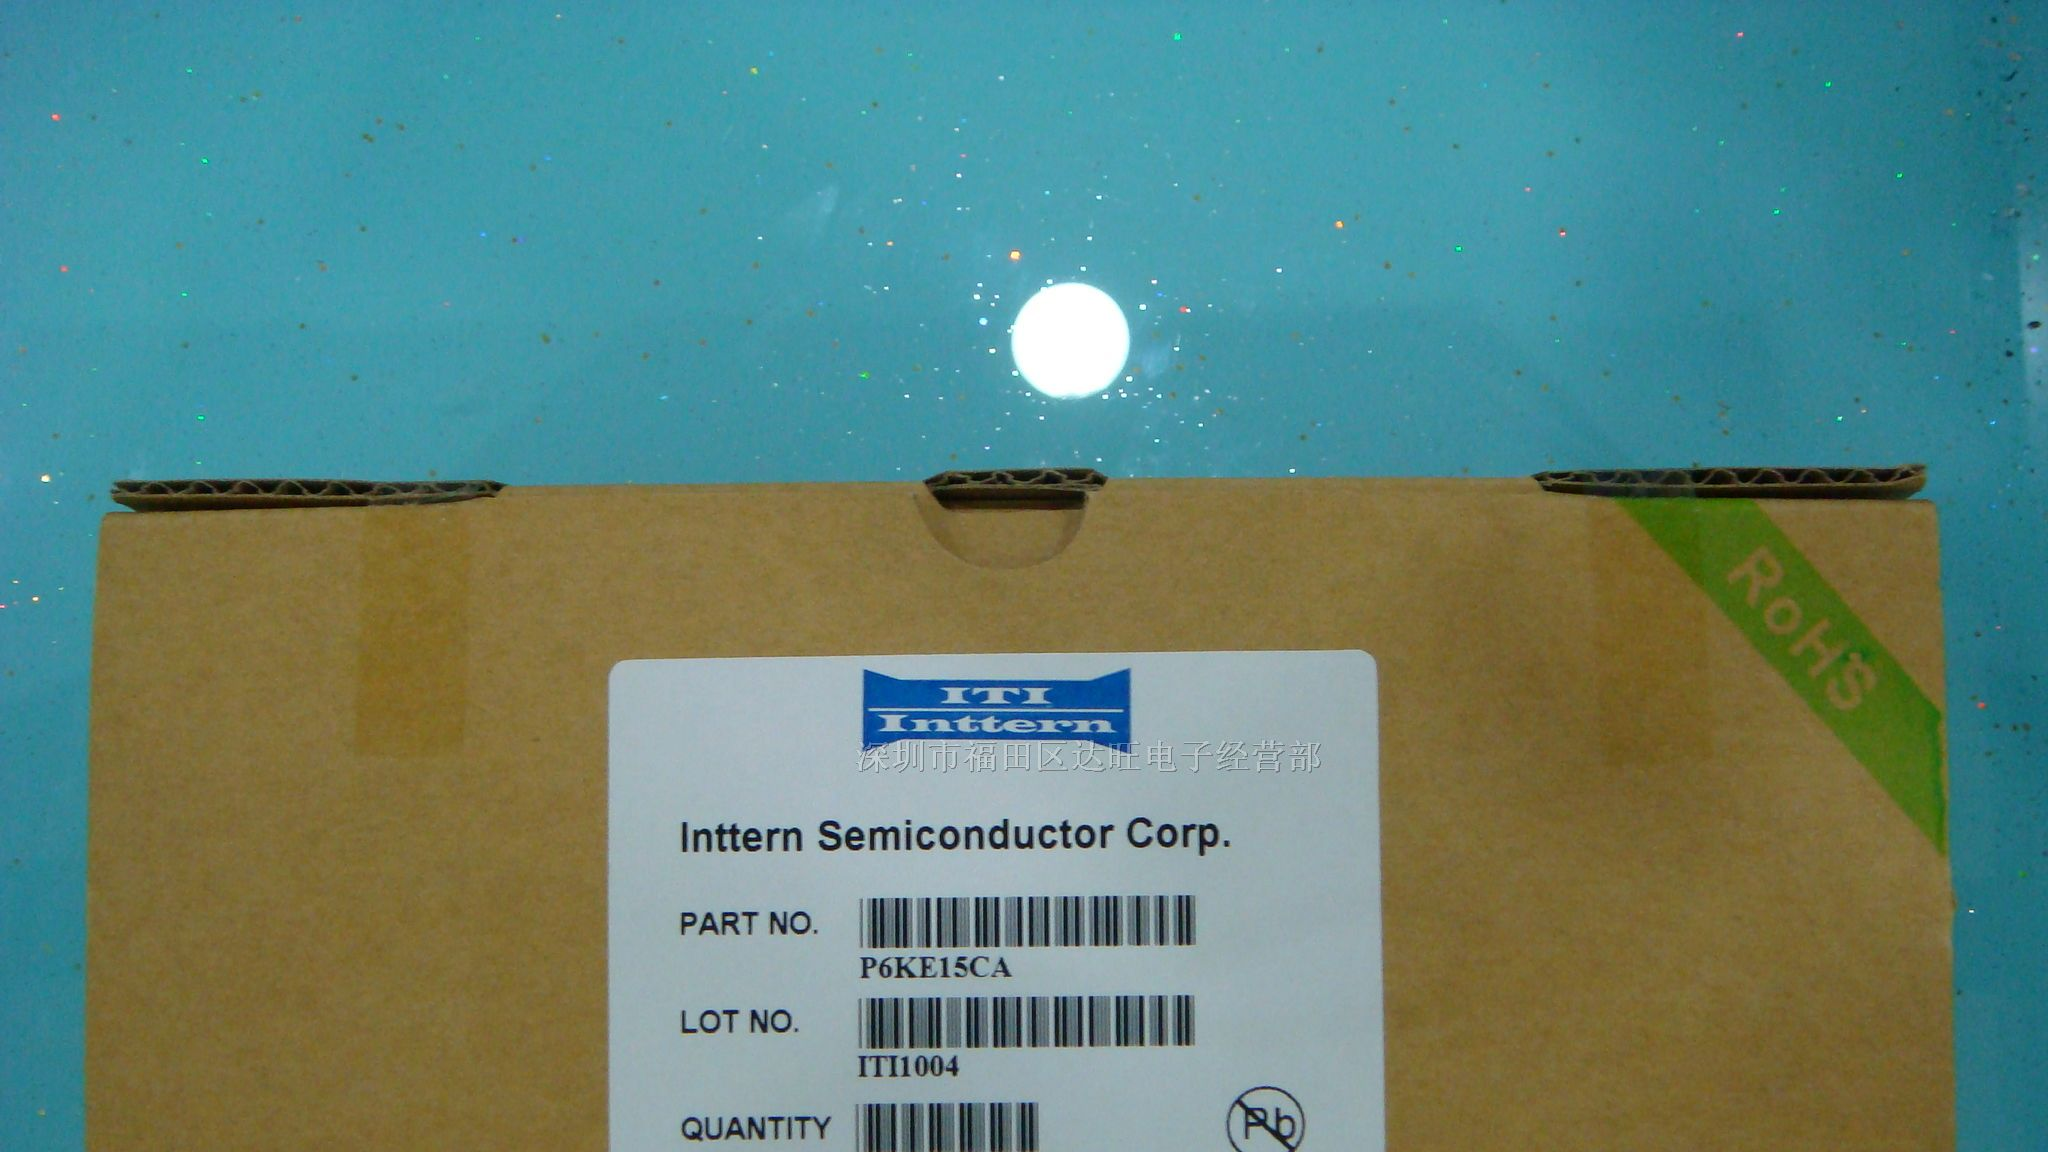 RoHS
ITI
Inttern
深圳市福田区达旺电子经营部
Inttern Semiconductor Corp.
PART NO.
P6KE15CA
LOT NO.
ITI1004
QUANTITY
Pb